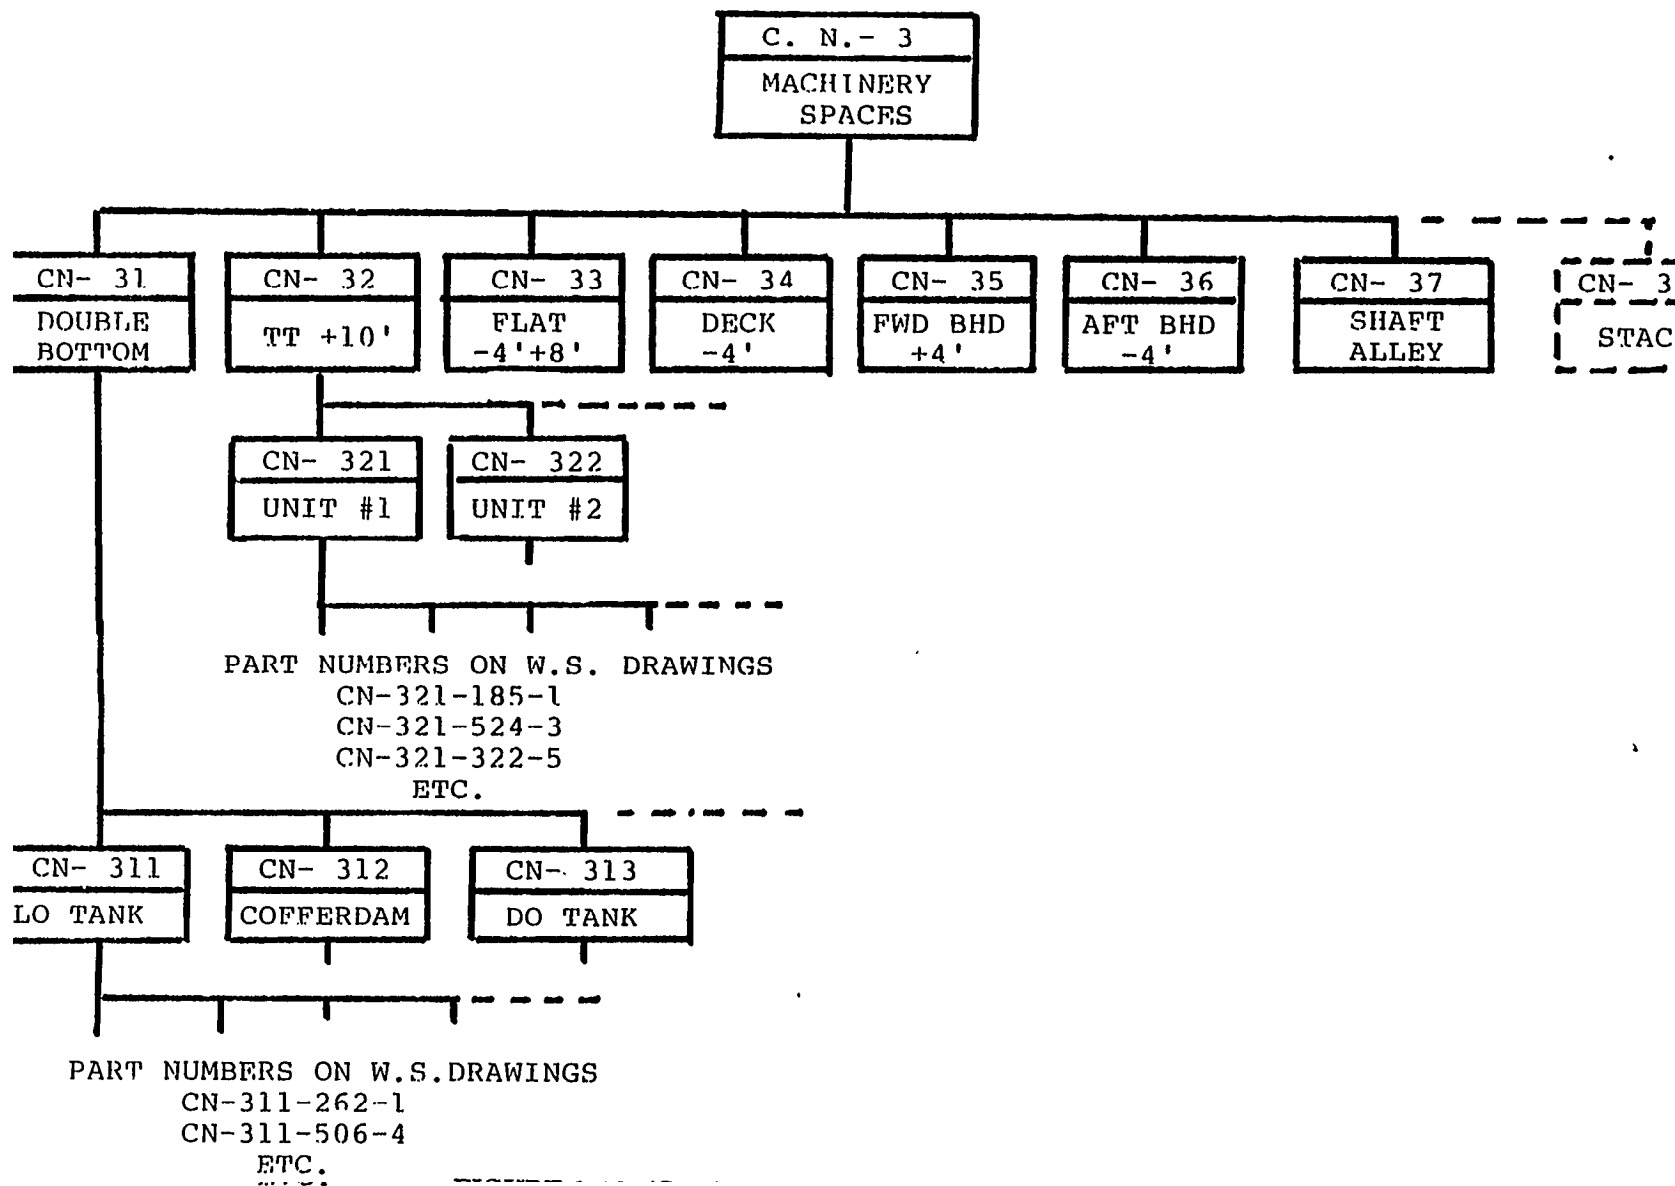 C. N.- 3
MACHINERY
SPACES
CN- 31
DOUBLE
BOTTOM
CN- 32
TT +10'
CN- 33
FLAT
-4'+8'
CN- 34
DECK
-4'
CN- 35
FWD BHD
+4'
CN- 36
AFT BHD
-4'
CN- 37
SHAFT
ALLEY
CN- 3
STAC
CN- 321
UNIT #1
CN- 322
UNIT #2
PART NUMBERS ON W.S. DRAWINGS
CN-321-185-1
CN-321-524-3
CN-321-322-5
ETC.
CN- 311
LO TANK
CN- 312
COFFERDAM
CN- 313
DO TANK
PART NUMBERS ON W.S.DRAWINGS
CN-311-262-1
CN-311-506-4
ETC.